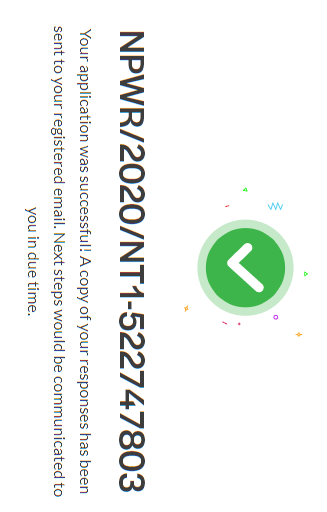 NPWR/2020/NT1-522747803
Your application was successful! A copy of your responses has been
sent to your registered email. Next steps would be communicated to
you in due time.